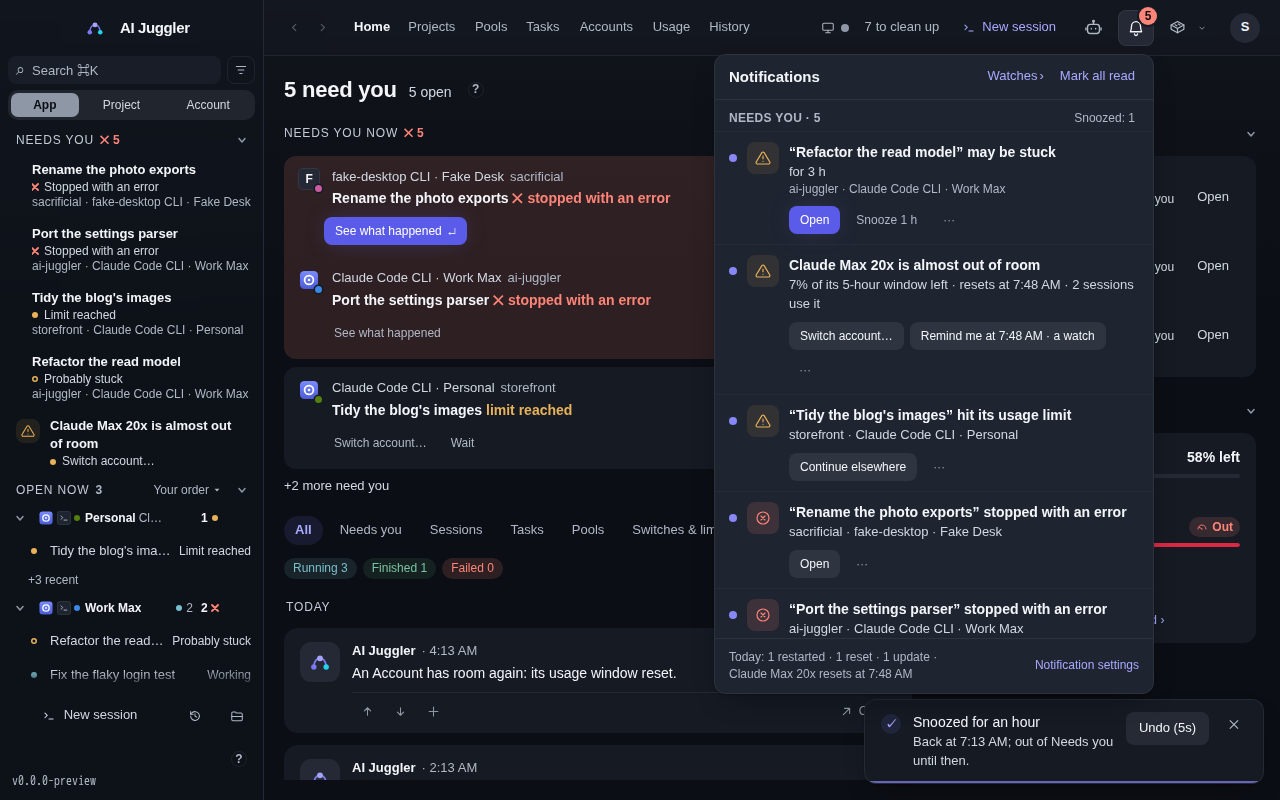 AI Juggler
Search ⌘K
App Project Account
NEEDS YOU 5
Rename the photo exports
Stopped with an error
sacrificial · fake-desktop CLI · Fake Desk
Port the settings parser
Stopped with an error
ai-juggler · Claude Code CLI · Work Max
Tidy the blog's images
Limit reached
storefront · Claude Code CLI · Personal
Refactor the read model
Probably stuck
ai-juggler · Claude Code CLI · Work Max
Claude Max 20x is almost out of room
Switch account…
OPEN NOW 3 Your order
Personal Cl… 1
Tidy the blog's ima… Limit reached
+3 recent
Work Max 2 2
Refactor the read… Probably stuck
Fix the flaky login test Working
New session
?
v0.0.0-preview
Home Projects Pools Tasks Accounts Usage History
7 to clean up New session 5 S
5 need you 5 open ?
NEEDS YOU NOW 5
F
fake-desktop CLI · Fake Desk sacrificial
Rename the photo exports stopped with an error
See what happened
Claude Code CLI · Work Max ai-juggler
Port the settings parser stopped with an error
See what happened
Claude Code CLI · Personal storefront
Tidy the blog's images limit reached
Switch account… Wait
+2 more need you
All Needs you Sessions Tasks Pools Switches & lim
Running 3 Finished 1 Failed 0
TODAY
AI Juggler · 4:13 AM
An Account has room again: its usage window reset.
AI Juggler · 2:13 AM
you Open
you Open
you Open
58% left
Out
Notifications Watches › Mark all read
NEEDS YOU · 5 Snoozed: 1
“Refactor the read model” may be stuck
for 3 h
ai-juggler · Claude Code CLI · Work Max
Open Snooze 1 h ···
Claude Max 20x is almost out of room
7% of its 5-hour window left · resets at 7:48 AM · 2 sessions
use it
Switch account… Remind me at 7:48 AM · a watch
···
“Tidy the blog's images” hit its usage limit
storefront · Claude Code CLI · Personal
Continue elsewhere ···
“Rename the photo exports” stopped with an error
sacrificial · fake-desktop · Fake Desk
Open ···
“Port the settings parser” stopped with an error
ai-juggler · Claude Code CLI · Work Max
Today: 1 restarted · 1 reset · 1 update ·
Claude Max 20x resets at 7:48 AM
Notification settings
Snoozed for an hour
Back at 7:13 AM; out of Needs you
until then.
Undo (5s)